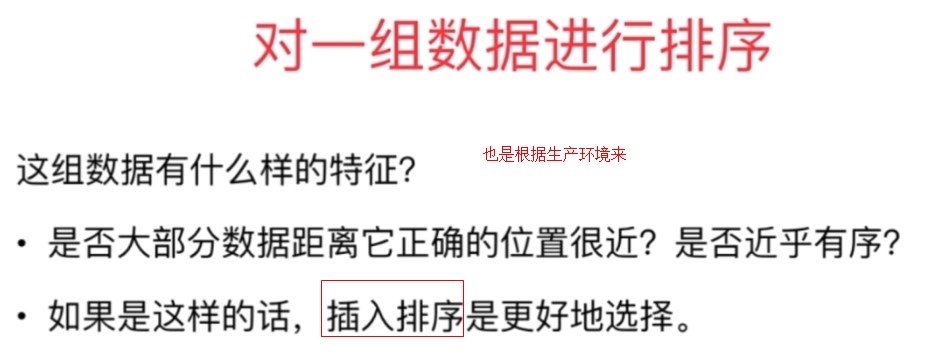 对一组数据进行排序
这组数据有什么样的特征？
也是根据生产环境来
• 是否大部分数据距离它正确的位置很近？是否近乎有序？
• 如果是这样的话，插入排序是更好地选择。